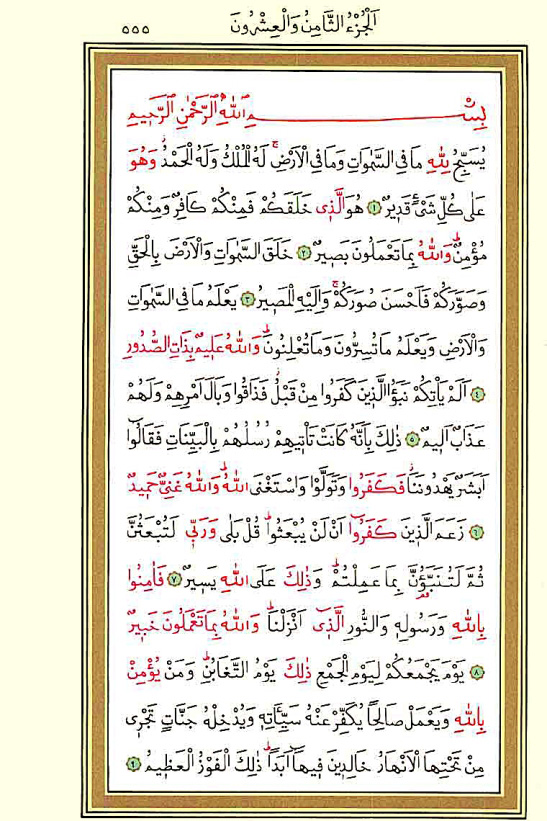 اَلْجُزْءُ الثَّامِنُ وَالْعِشْرُونَ
٥٥٥
بِسْمِ اللهِ الرَّحْمٰنِ الرَّحِيمِ
يُسَبِّحُ لِلّٰهِ مَا فِي السَّمٰوَاتِ وَمَا فِي الْاَرْضِۚ لَهُ الْمُلْكُ وَلَهُ الْحَمْدُۘ وَهُوَ
عَلٰى كُلِّ شَيْءٍ قَدِيرٌ ﴿١﴾ هُوَ الَّذِي خَلَقَكُمْ فَمِنْكُمْ كَافِرٌ وَمِنْكُمْ
مُؤْمِنٌۜ وَاللّٰهُ بِمَا تَعْمَلُونَ بَصِيرٌ ﴿٢﴾ خَلَقَ السَّمٰوَاتِ وَالْاَرْضَ بِالْحَقِّ
وَصَوَّرَكُمْ فَاَحْسَنَ صُوَرَكُمْۚ وَاِلَيْهِ الْمَصِيرُ ﴿٣﴾ يَعْلَمُ مَا فِي السَّمٰوَاتِ
وَالْاَرْضِ وَيَعْلَمُ مَا تُسِرُّونَ وَمَا تُعْلِنُونَۜ وَاللّٰهُ عَلِيمٌ بِذَاتِ الصُّدُورِ
﴿٤﴾ اَلَمْ يَأْتِكُمْ نَبَؤُا الَّذِينَ كَفَرُوا مِنْ قَبْلُۘ فَذَاقُوا وَبَالَ اَمْرِهِمْ وَلَهُمْ
عَذَابٌ اَلِيمٌ ﴿٥﴾ ذٰلِكَ بِاَنَّهُ كَانَتْ تَأْتِيهِمْ رُسُلُهُمْ بِالْبَيِّنَاتِ فَقَالُوا
اَبَشَرٌ يَهْدُونَنَاۘ فَكَفَرُوا وَتَوَلَّوْا وَاسْتَغْنَى اللّٰهُۜ وَاللّٰهُ غَنِيٌّ حَمِيدٌ
﴿٦﴾ زَعَمَ الَّذِينَ كَفَرُوا اَنْ لَنْ يُبْعَثُواۜ قُلْ بَلٰى وَرَبِّي لَتُبْعَثُنَّ
ثُمَّ لَتُنَبَّؤُنَّ بِمَا عَمِلْتُمْۜ وَذٰلِكَ عَلَى اللّٰهِ يَسِيرٌ ﴿٧﴾ فَاٰمِنُوا
بِاللّٰهِ وَرَسُولِهِ وَالنُّورِ الَّذِي اَنْزَلْنَاۜ وَاللّٰهُ بِمَا تَعْمَلُونَ خَبِيرٌ
﴿٨﴾ يَوْمَ يَجْمَعُكُمْ لِيَوْمِ الْجَمْعِ ذٰلِكَ يَوْمُ التَّغَابُنِۜ وَمَنْ يُؤْمِنْ
بِاللّٰهِ وَيَعْمَلْ صَالِحًا يُكَفِّرْ عَنْهُ سَيِّـَٔاتِهِ وَيُدْخِلْهُ جَنَّاتٍ تَجْرِي
مِنْ تَحْتِهَا الْاَنْهَارُ خَالِدِينَ فِيهَا اَبَدًاۜ ذٰلِكَ الْفَوْزُ الْعَظِيمُ ﴿٩﴾